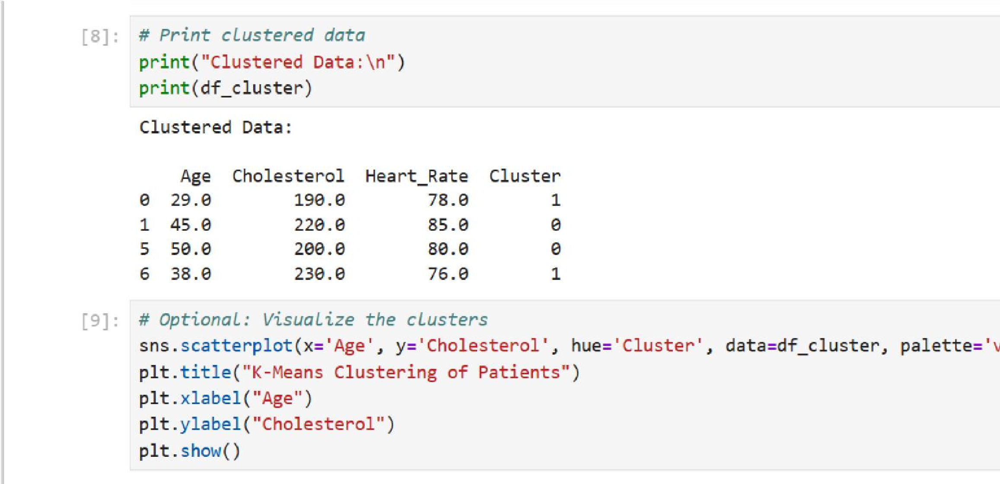 [8]: # Print clustered data
print("Clustered Data:\n")
print(df_cluster)
Clustered Data:
Age Cholesterol Heart_Rate Cluster
0 29.0 190.0 78.0 1
1 45.0 220.0 85.0 0
5 50.0 200.0 80.0 0
6 38.0 230.0 76.0 1
[9]: # Optional: Visualize the clusters
sns.scatterplot(x='Age', y='Cholesterol', hue='Cluster', data=df_cluster, palette='v
plt.title("K-Means Clustering of Patients")
plt.xlabel("Age")
plt.ylabel("Cholesterol")
plt.show()